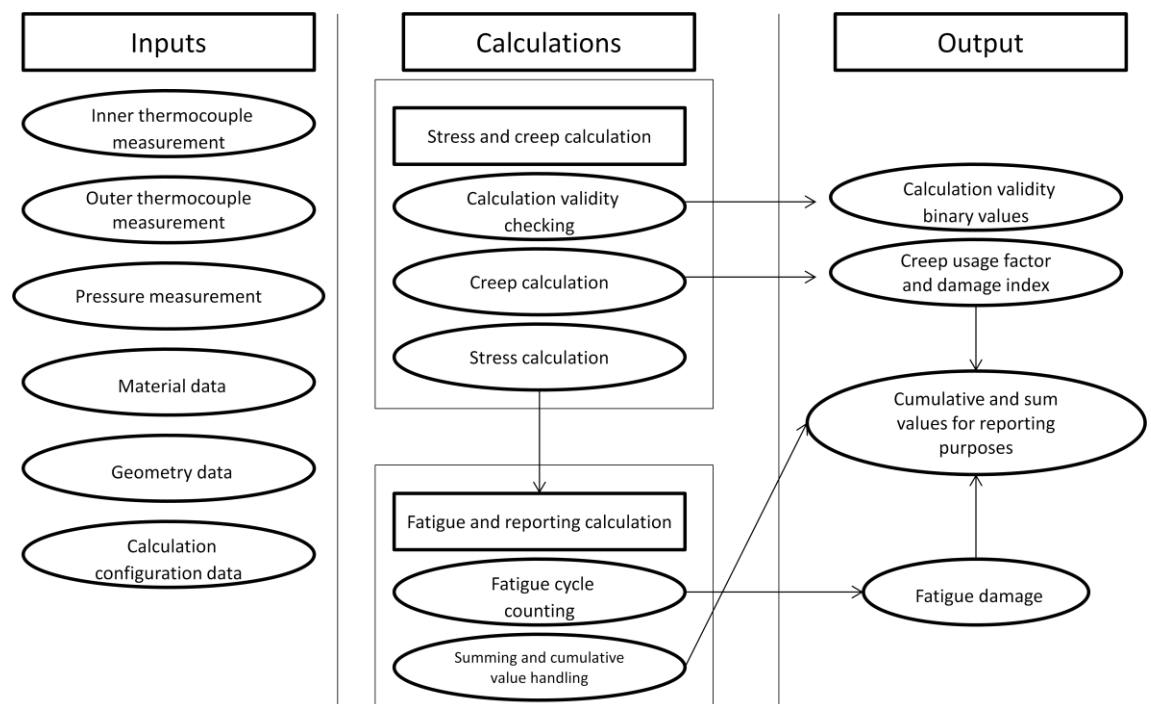 Inputs
Inner thermocouple
measurement
Outer thermocouple
measurement
Pressure measurement
Material data
Geometry data
Calculation
configuration data
Calculations
Stress and creep calculation
Calculation validity
checking
Creep calculation
Stress calculation
Fatigue and reporting calculation
Fatigue cycle
counting
Summing and cumulative
value handling
Output
Calculation validity
binary values
Creep usage factor
and damage index
Cumulative and sum
values for reporting
purposes
Fatigue damage